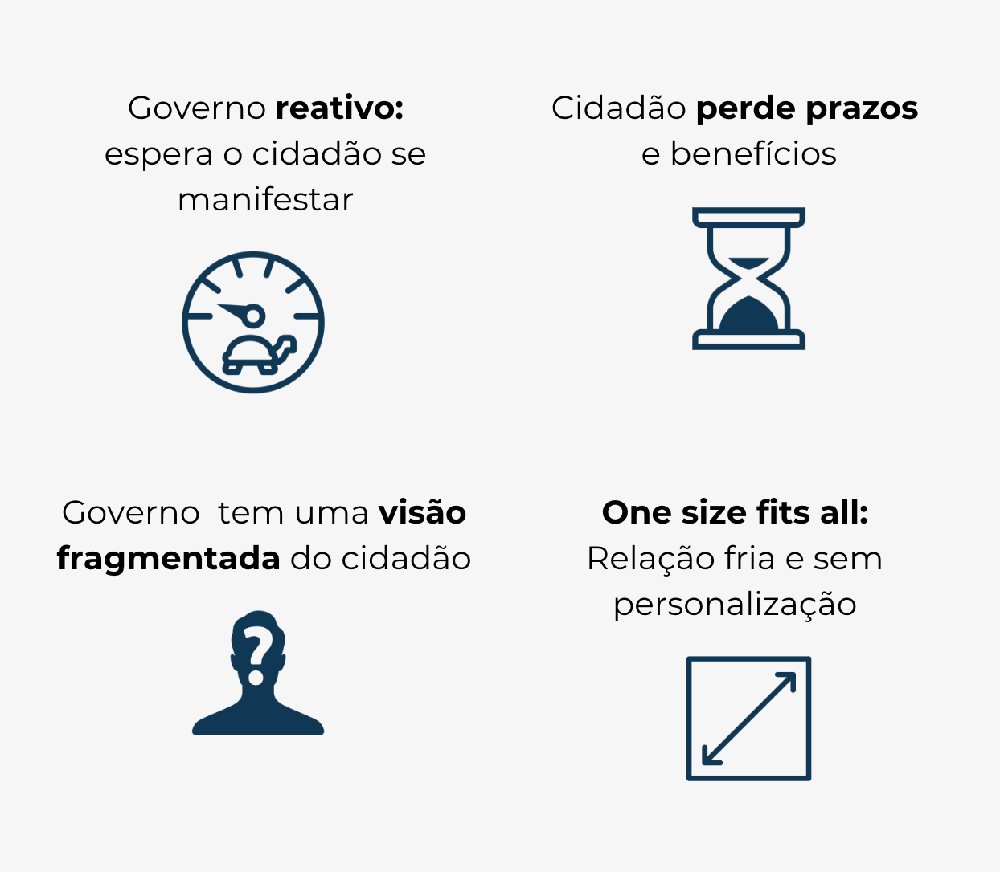 Governo reativo:
espera o cidadão se
manifestar
Cidadão perde prazos
e benefícios
?
Governo  tem uma visão
fragmentada do cidadão
One size fits all:
Relação fria e sem
personalização